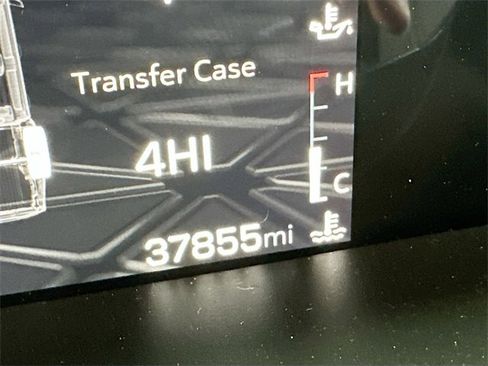 Transfer Case
H
4HI
C
37855mi